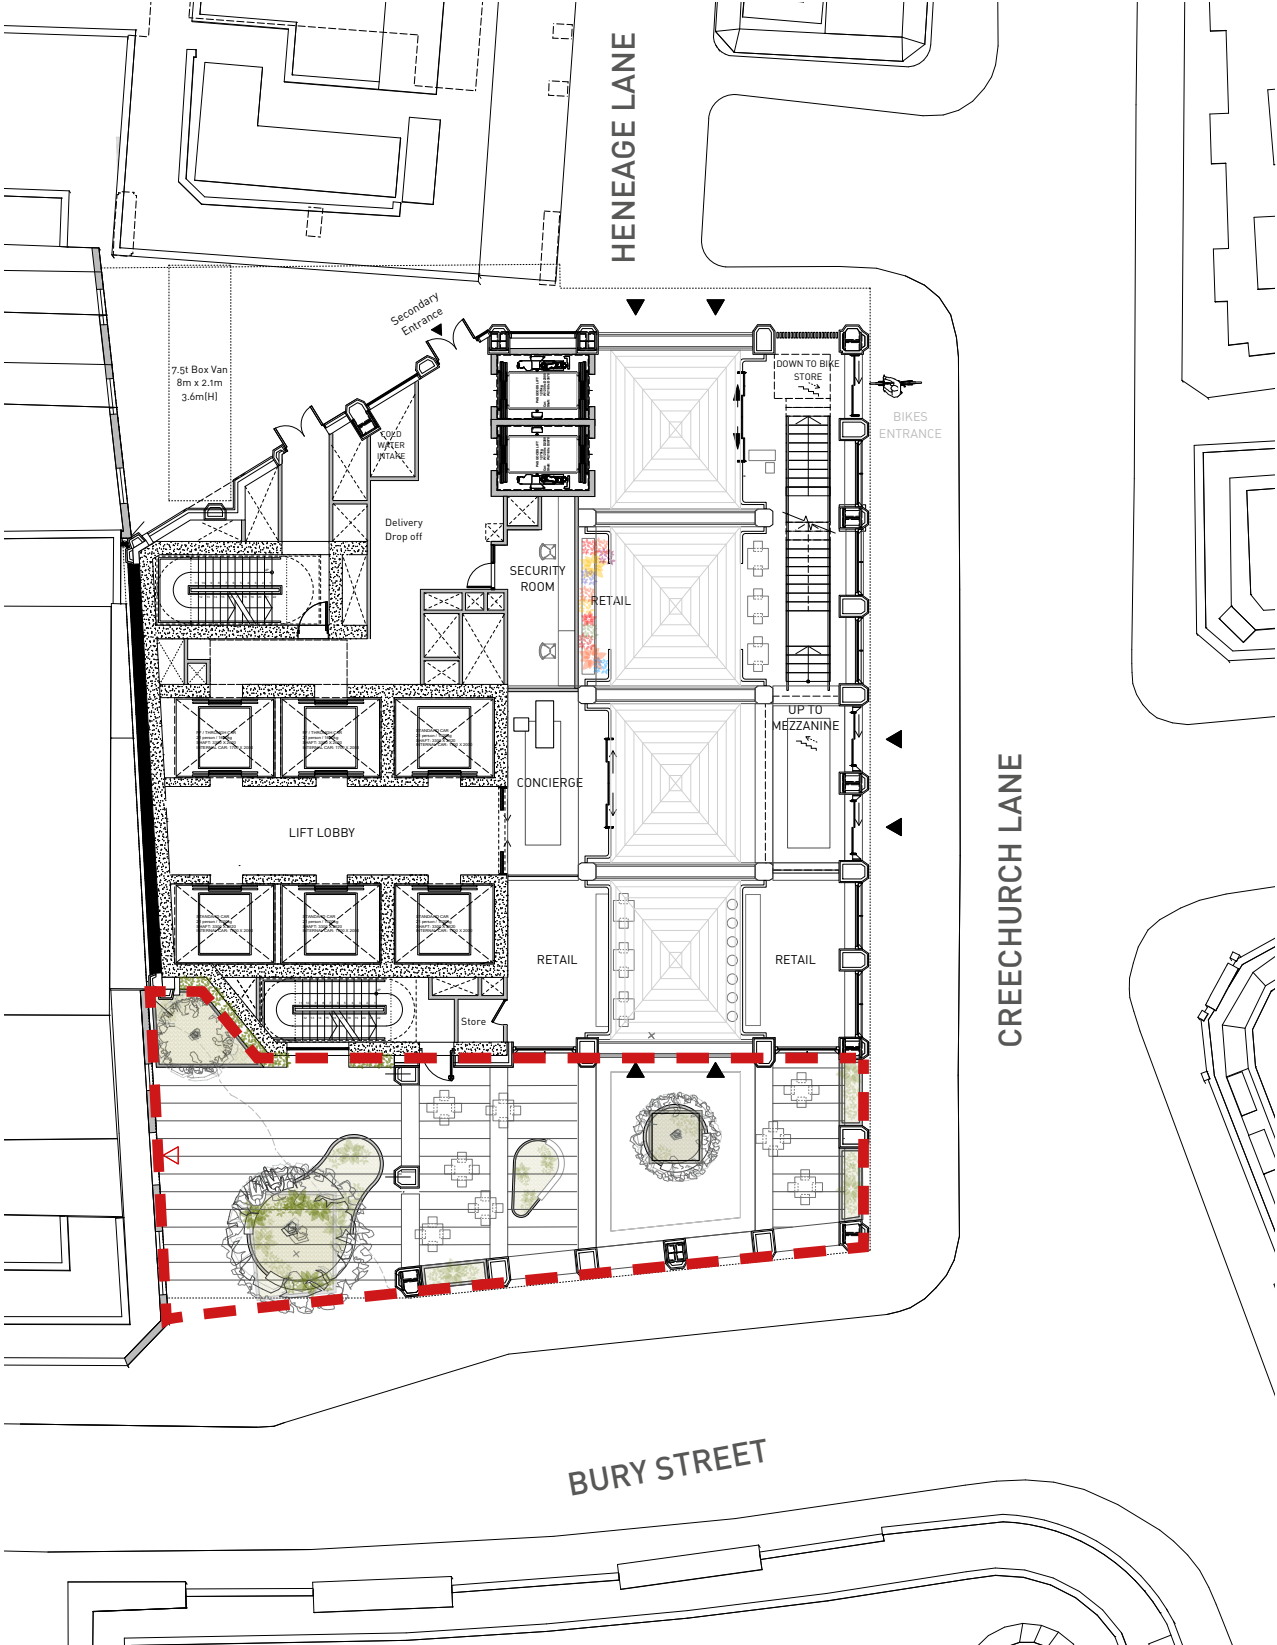 HENEAGE LANE
Secondary
Entrance
7.5t Box Van
8m x 2.1m
3.6m(H)
DOWN TO BIKE
STORE
BIKES
ENTRANCE
COLD
WATER
INTAKE
Delivery
Drop off
SECURITY
ROOM
RETAIL
UP TO
MEZZANINE
CONCIERGE
LIFT LOBBY
CREECHURCH LANE
RETAIL
RETAIL
Store
BURY STREET